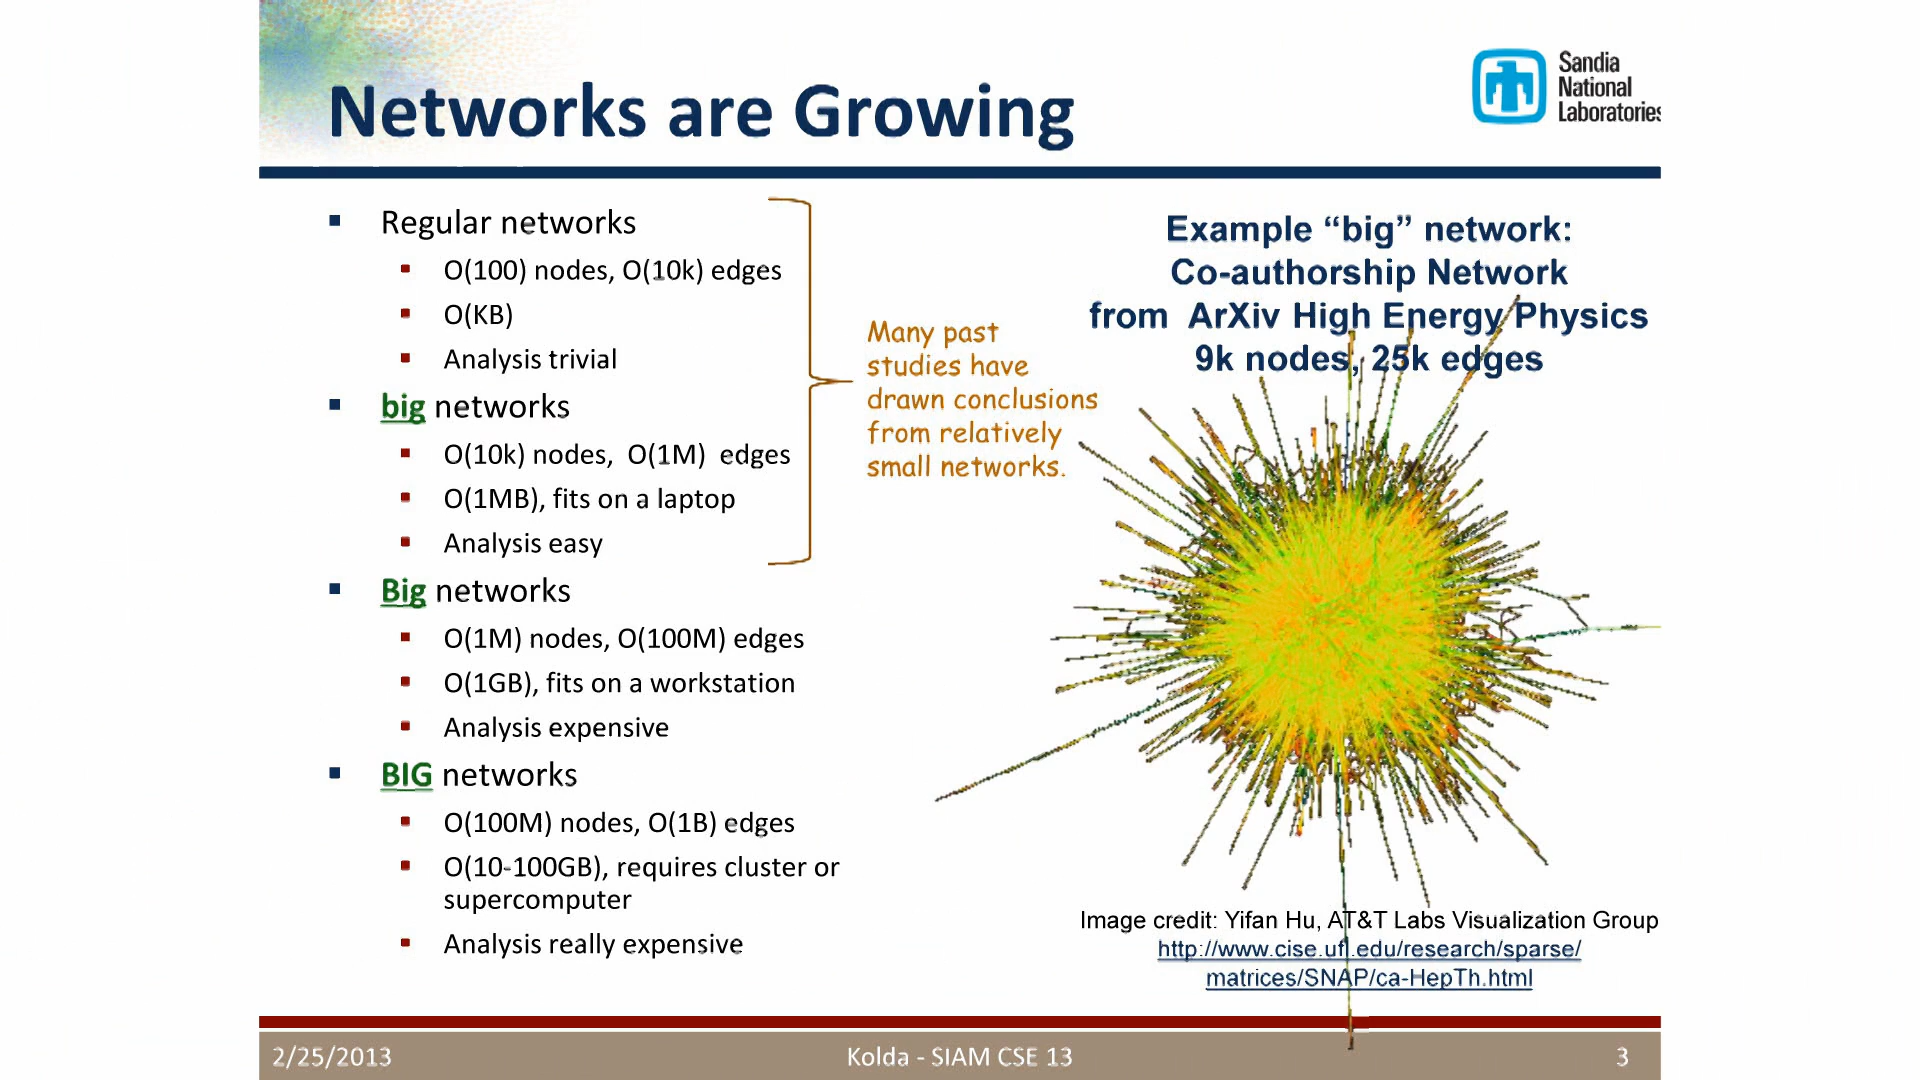 Networks are Growing
Sandia
National
Laboratories
Regular networks
O(100) nodes, O(10k) edges
O(KB)
Analysis trivial
big networks
O(10k) nodes, O(1M) edges
O(1MB), fits on a laptop
Analysis easy
Big networks
O(1M) nodes, O(100M) edges
O(1GB), fits on a workstation
Analysis expensive
BIG networks
O(100M) nodes, O(1B) edges
O(10-100GB), requires cluster or
supercomputer
Analysis really expensive
Many past
studies have
drawn conclusions
from relatively
small networks.
Example “big” network:
Co-authorship Network
from ArXiv High Energy Physics
9k nodes, 25k edges
Image credit: Yifan Hu, AT&T Labs Visualization Group
http://www.cise.ufl.edu/research/sparse/
matrices/SNAP/ca-HepTh.html
2/25/2013
Kolda - SIAM CSE 13
3